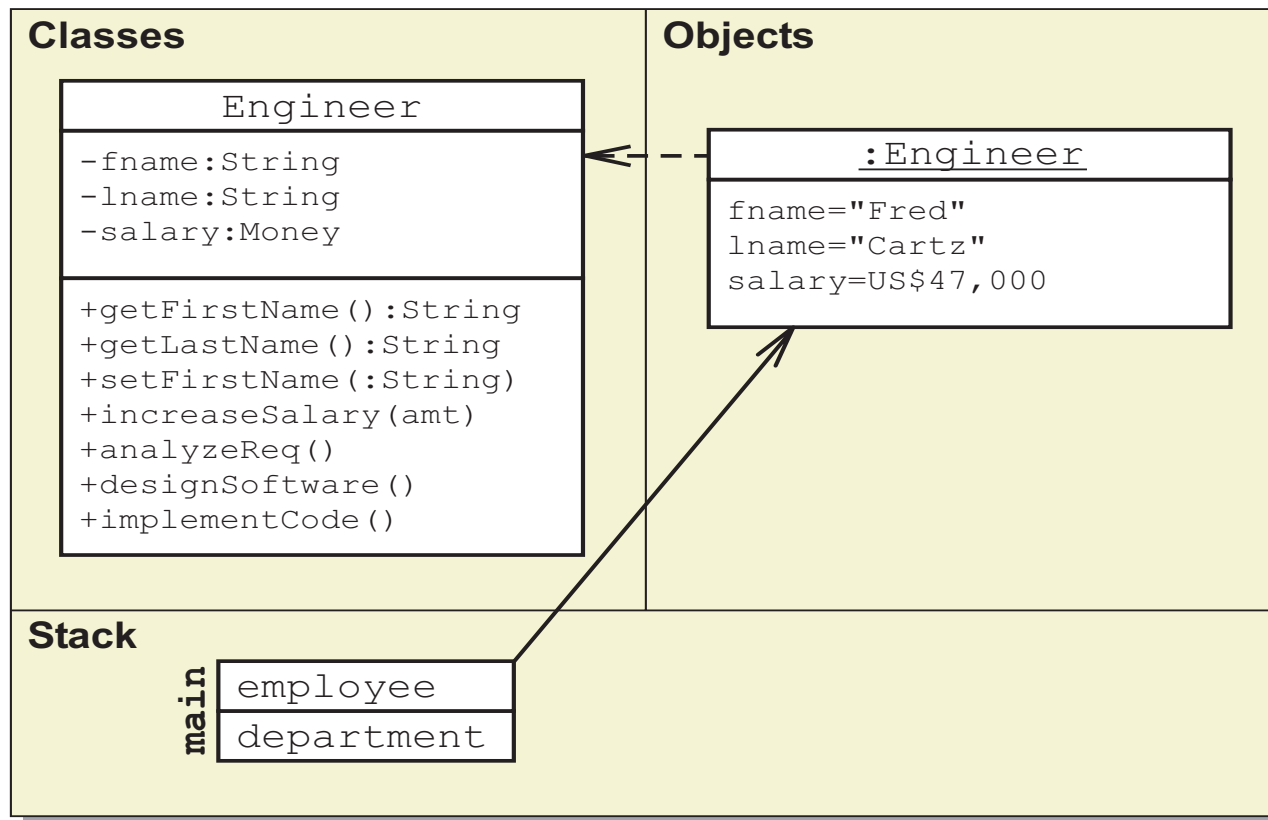 Classes
Engineer
-fname:String
-lname:String
-salary:Money
+getFirstName():String
+getLastName():String
+setFirstName(:String)
+increaseSalary(amt)
+analyzeReq()
+designSoftware()
+implementCode()
Objects
:Engineer
fname="Fred"
lname="Cartz"
salary=US$47,000
Stack
main
employee
department